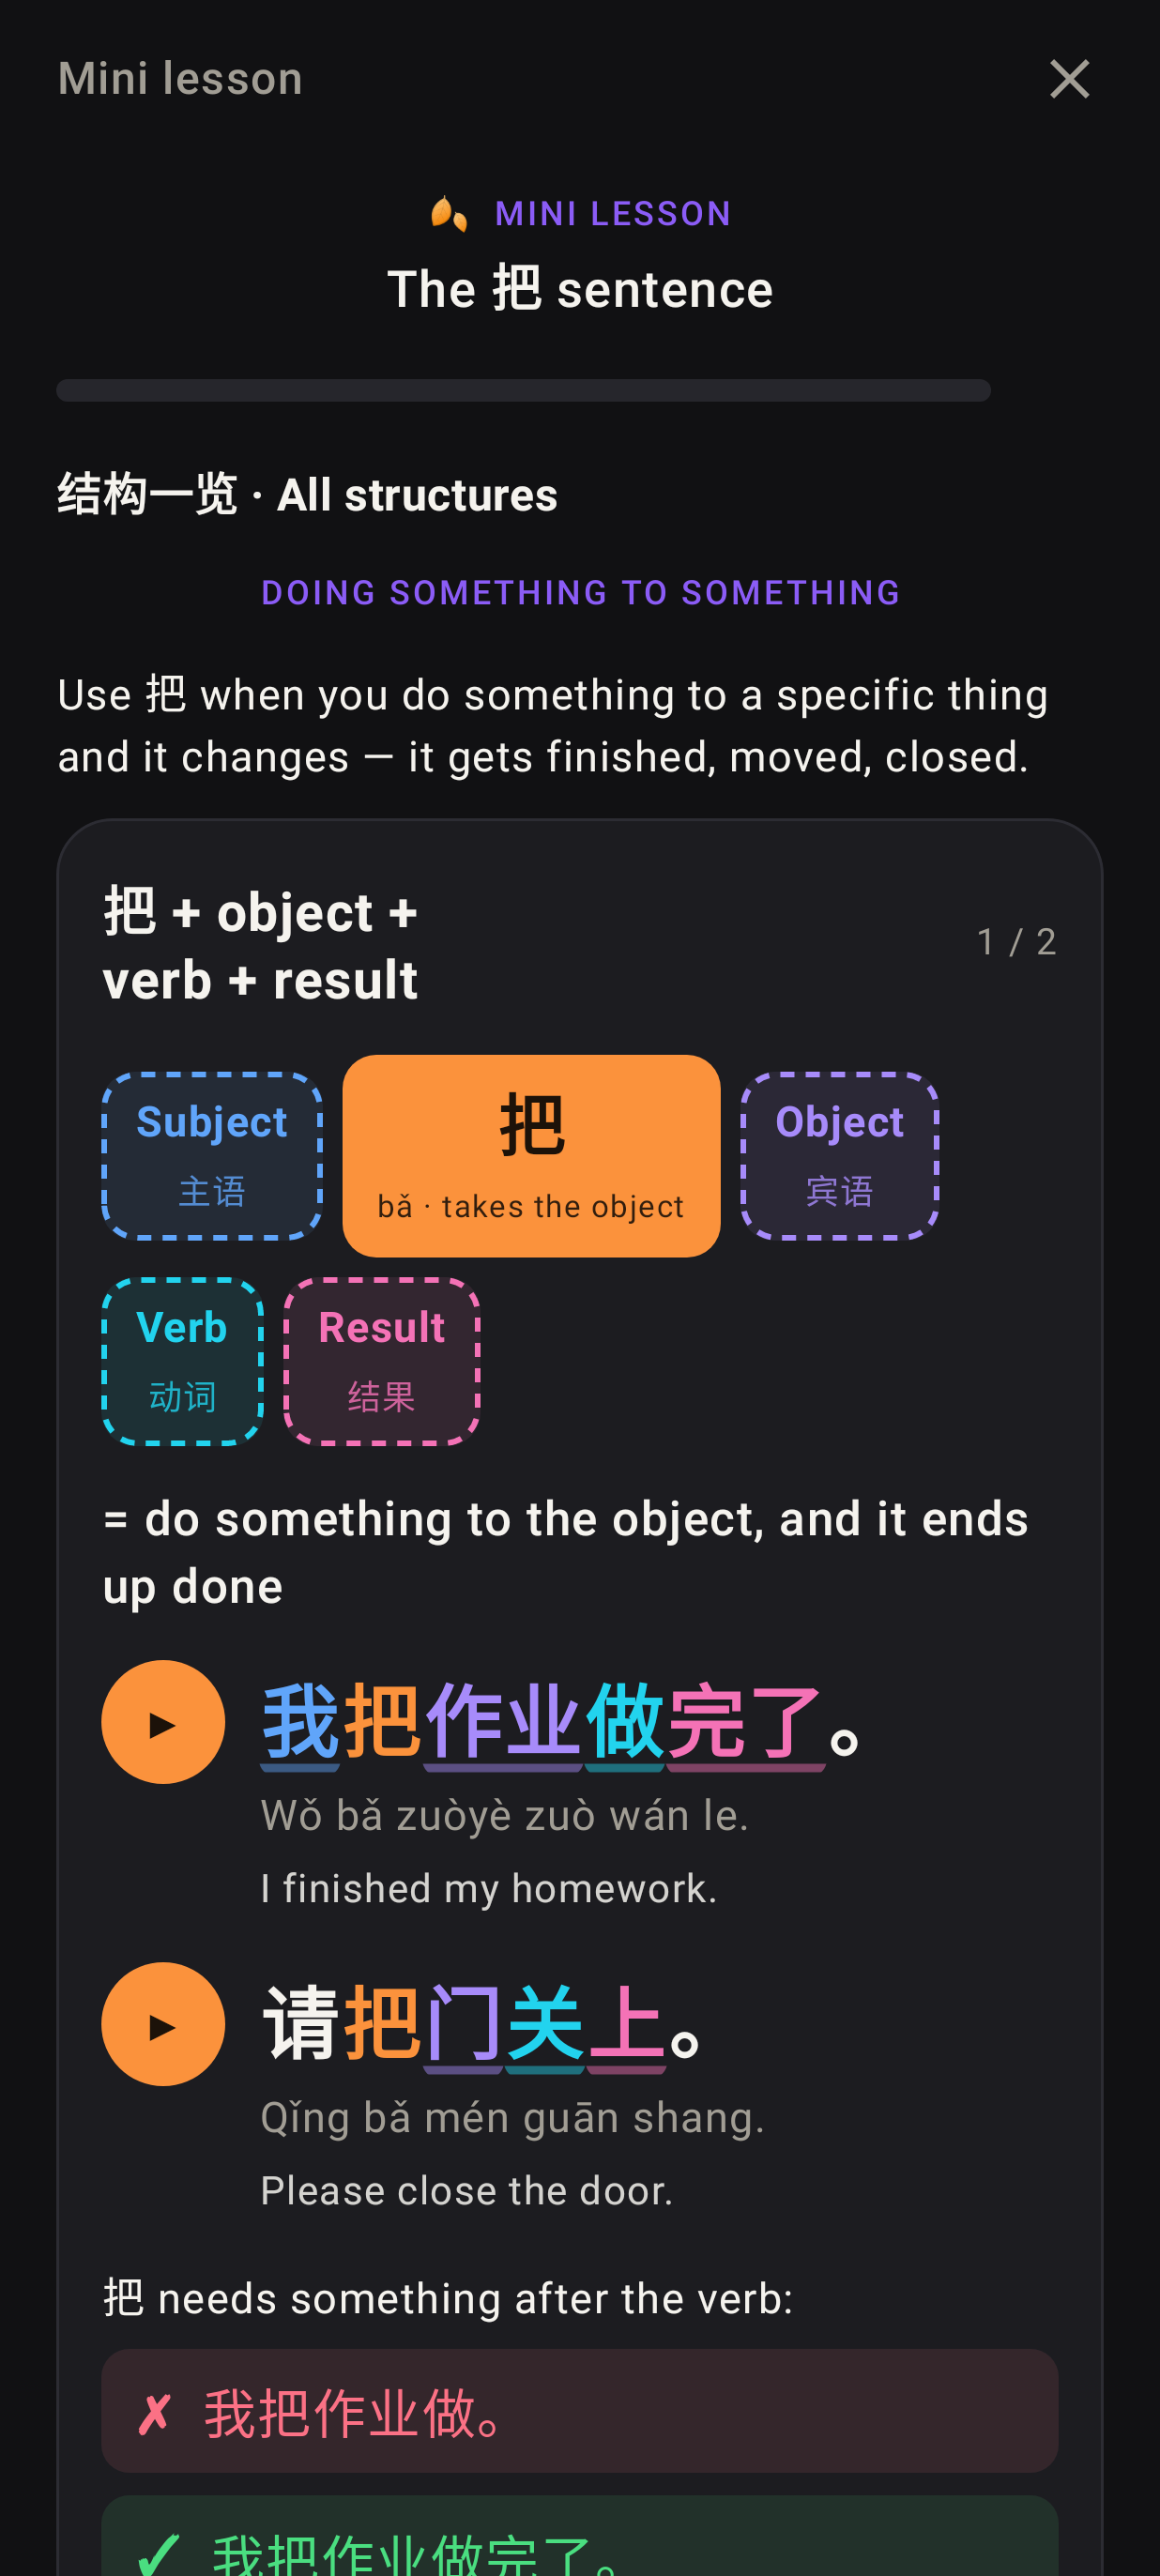 Mini lesson
MINI LESSON
The 把 sentence
结构一览 · All structures
DOING SOMETHING TO SOMETHING
Use 把 when you do something to a specific thing
and it changes — it gets finished, moved, closed.
把 + object +
verb + result
1 / 2
Subject
主语
把
bǎ · takes the object
Object
宾语
Verb
动词
Result
结果
= do something to the object, and it ends
up done
我把作业做完了。
Wǒ bǎ zuòyè zuò wán le.
I finished my homework.
请把门关上。
Qǐng bǎ mén guān shang.
Please close the door.
把 needs something after the verb:
✗ 我把作业做。
✓ 我把作业做完了。